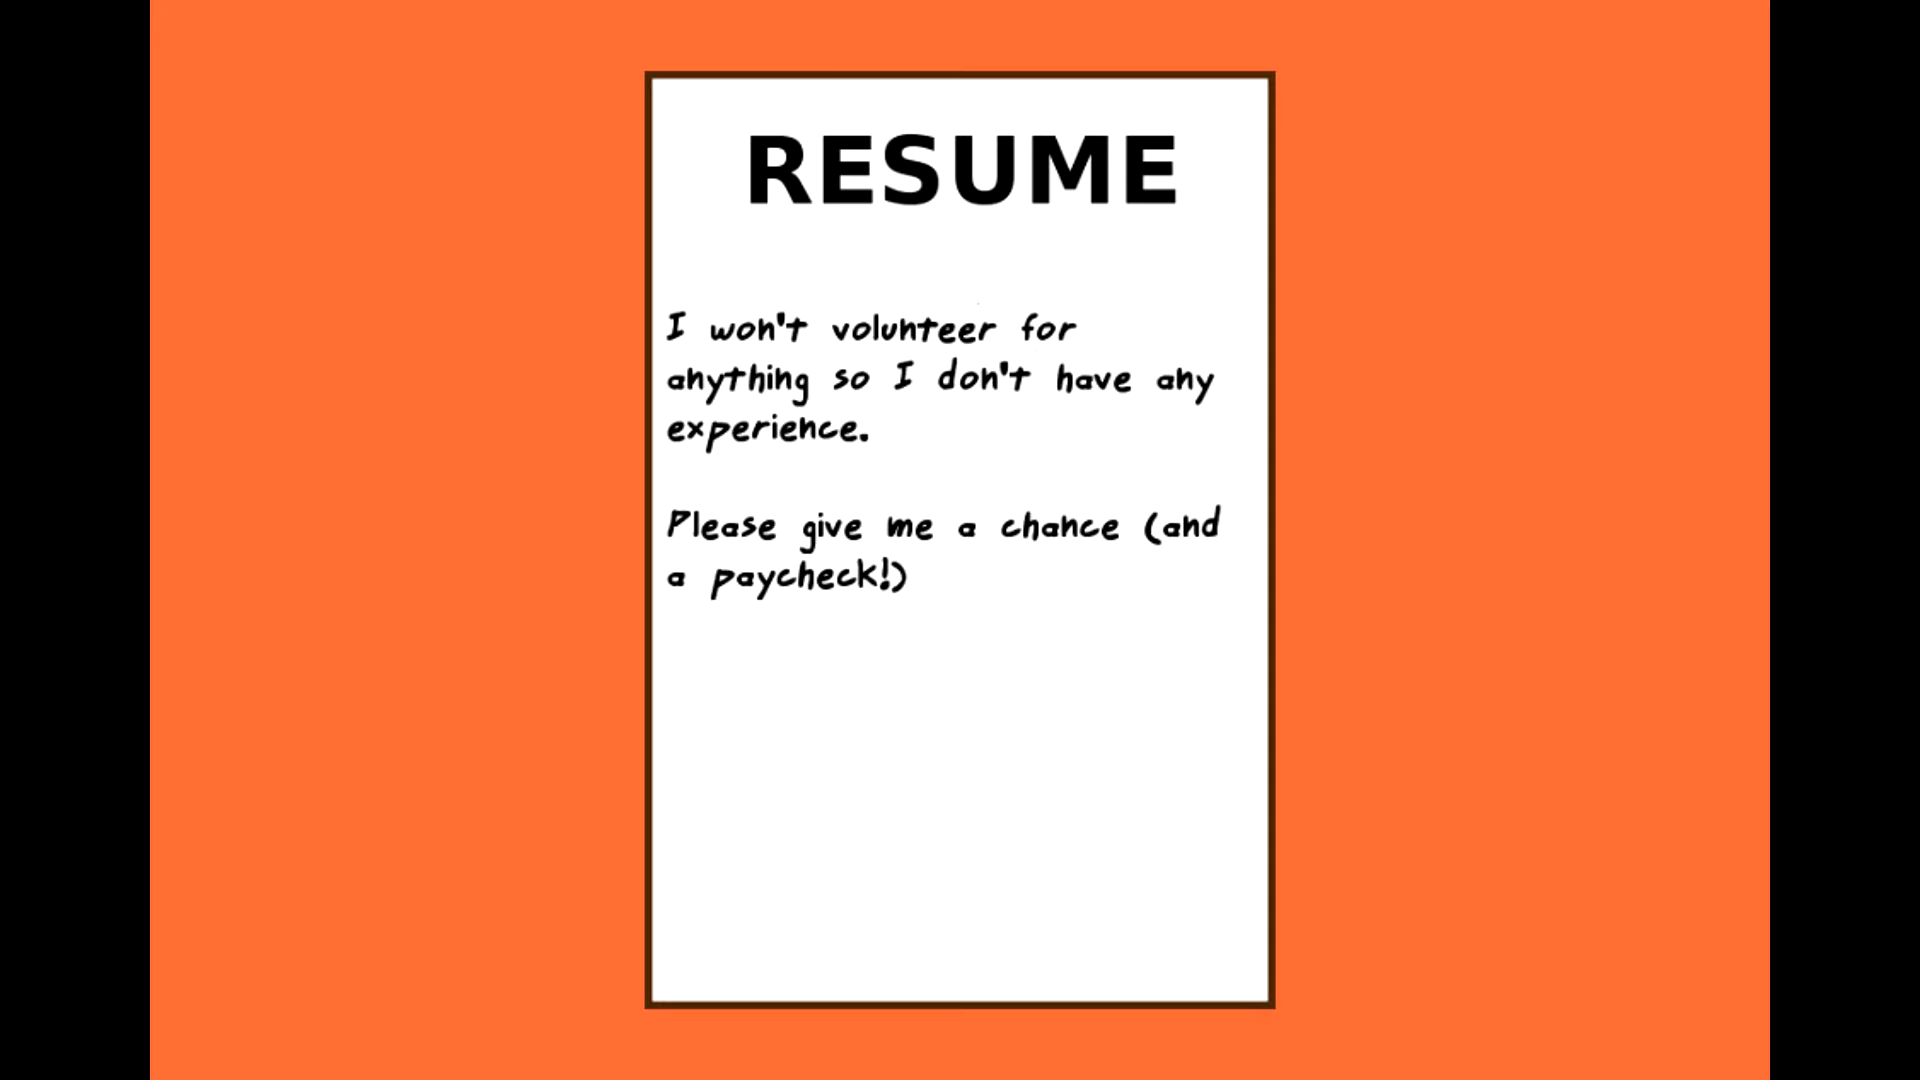 RESUME
I won't volunteer for
anything so I don't have any
experience.
Please give me a chance (and
a paycheck!)